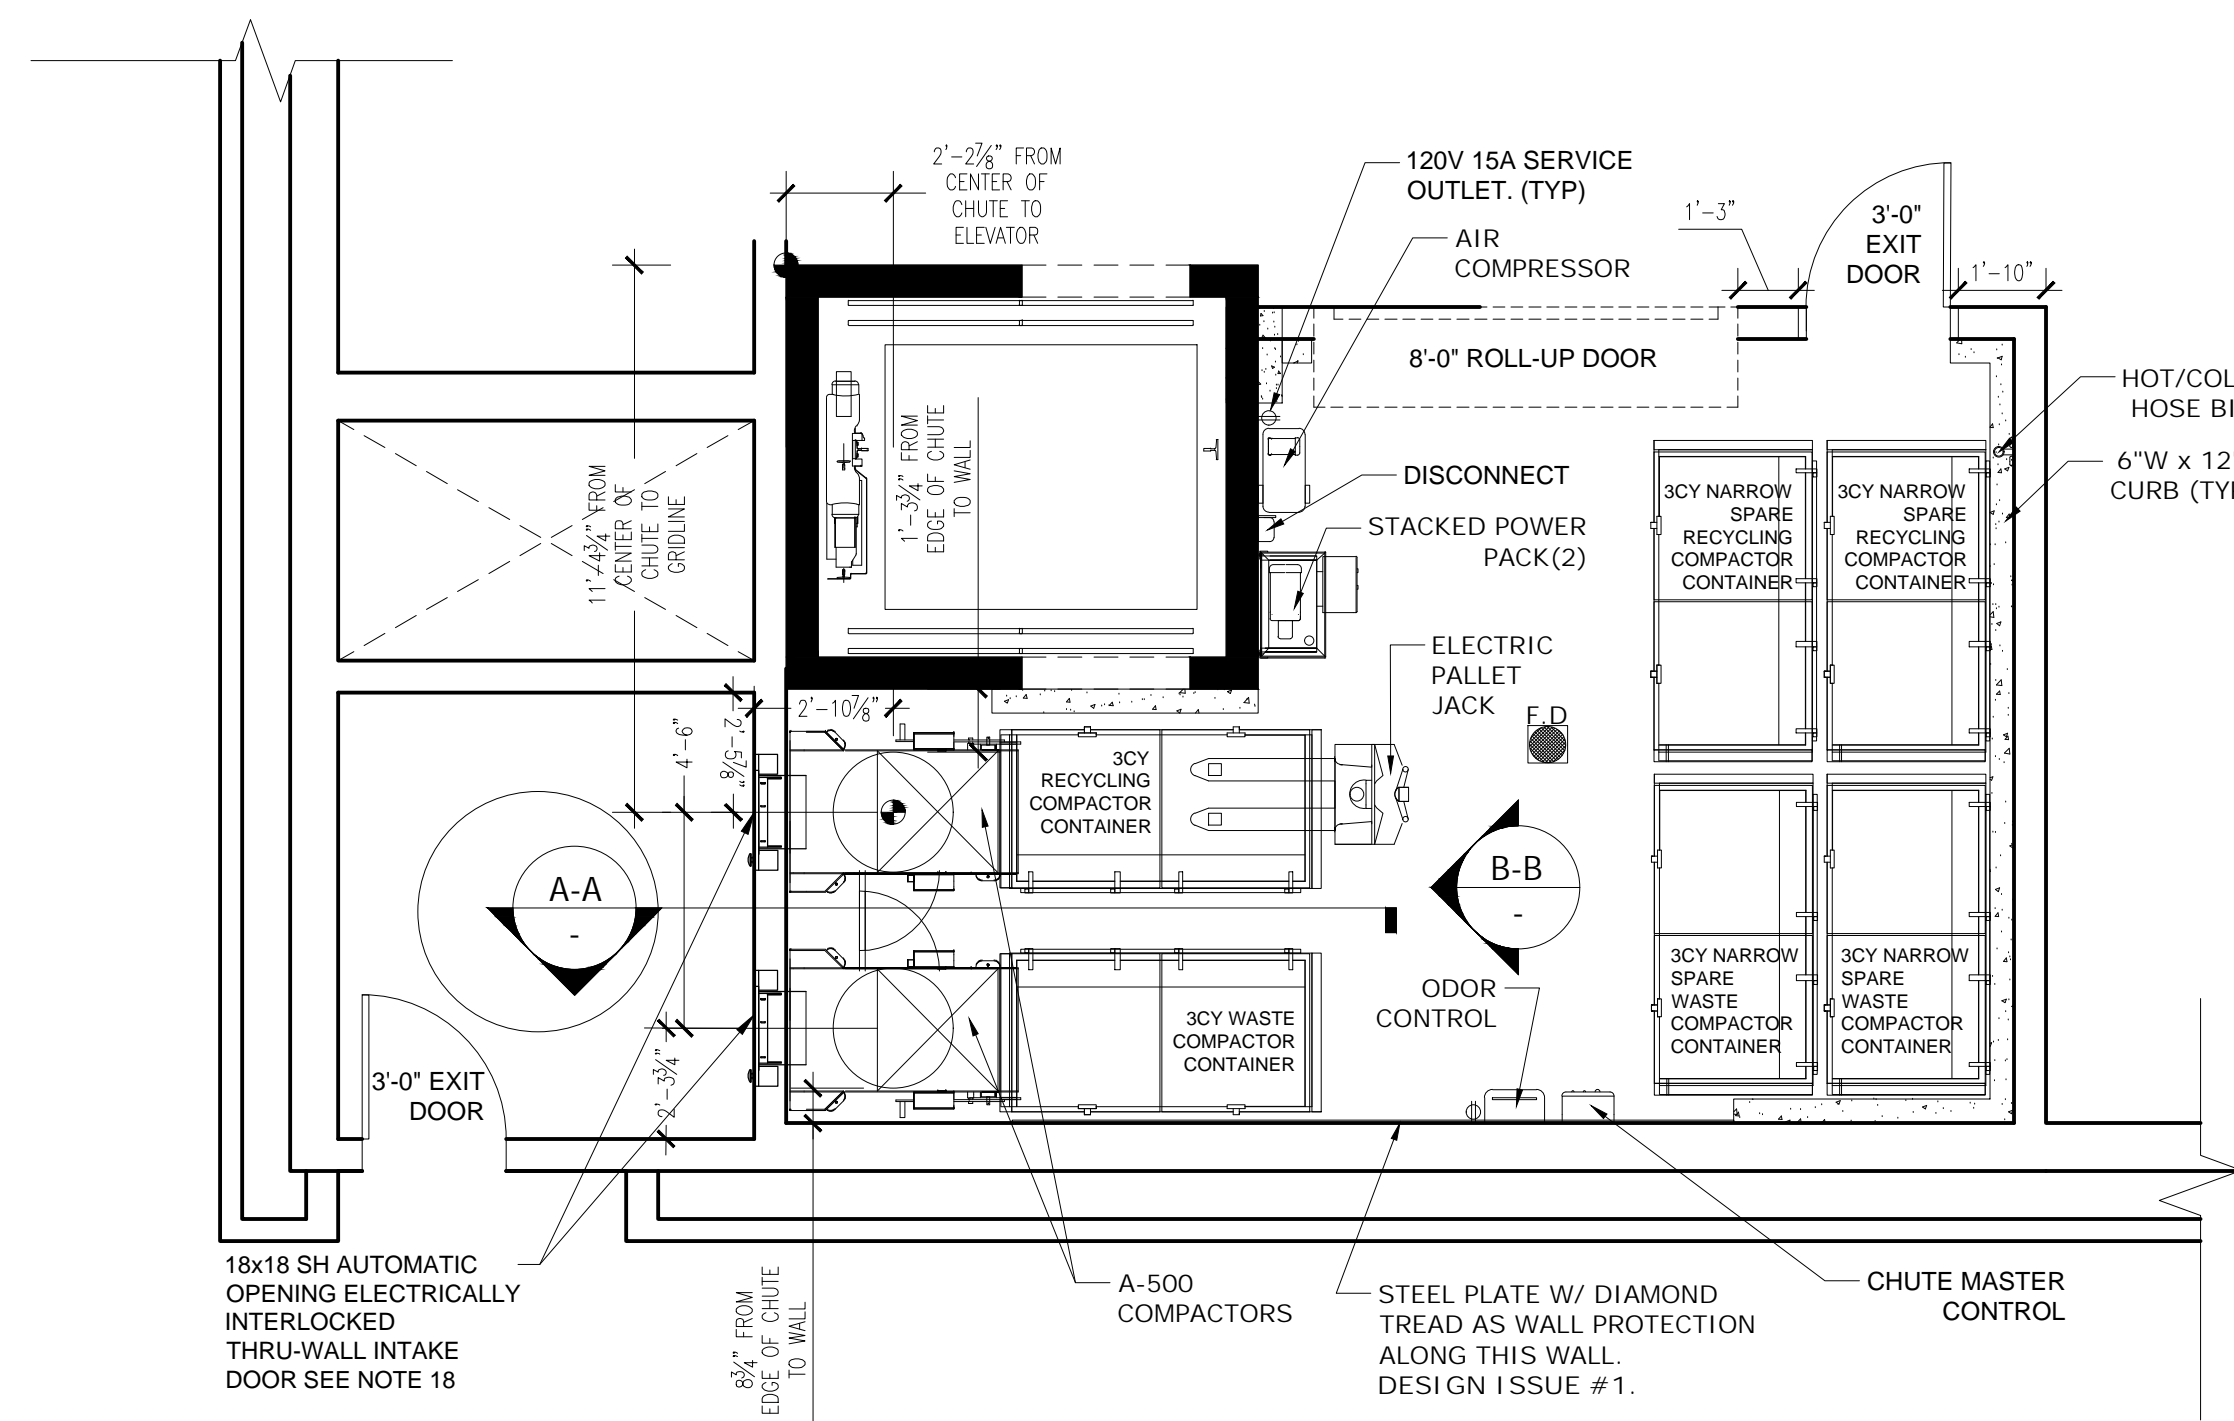 2'-2⅞" FROM
CENTER OF
CHUTE TO
ELEVATOR
120V 15A SERVICE
OUTLET. (TYP)
AIR
COMPRESSOR
1'-3"
3'-0"
EXIT
DOOR
1'-10"
8'-0" ROLL-UP DOOR
HOT/COL
HOSE BI
6"W x 12"
CURB (TYP
DISCONNECT
STACKED POWER
PACK(2)
11'-4¾" FROM
CENTER OF
CHUTE TO
GRIDLINE
1'-3¾" FROM
EDGE OF CHUTE
TO WALL
3CY NARROW
SPARE
RECYCLING
COMPACTOR
CONTAINER
3CY NARROW
SPARE
RECYCLING
COMPACTOR
CONTAINER
ELECTRIC
PALLET
JACK
F.D
2'-10⅞"
2'-5⅞"
4'-6"
3CY
RECYCLING
COMPACTOR
CONTAINER
A-A
-
B-B
-
3CY NARROW
SPARE
WASTE
COMPACTOR
CONTAINER
3CY NARROW
SPARE
WASTE
COMPACTOR
CONTAINER
ODOR
CONTROL
3CY WASTE
COMPACTOR
CONTAINER
3'-0" EXIT
DOOR
2'-3¾"
18x18 SH AUTOMATIC
OPENING ELECTRICALLY
INTERLOCKED
THRU-WALL INTAKE
DOOR SEE NOTE 18
8¾" FROM
EDGE OF CHUTE
TO WALL
A-500
COMPACTORS
STEEL PLATE W/ DIAMOND
TREAD AS WALL PROTECTION
ALONG THIS WALL.
DESIGN ISSUE #1.
CHUTE MASTER
CONTROL